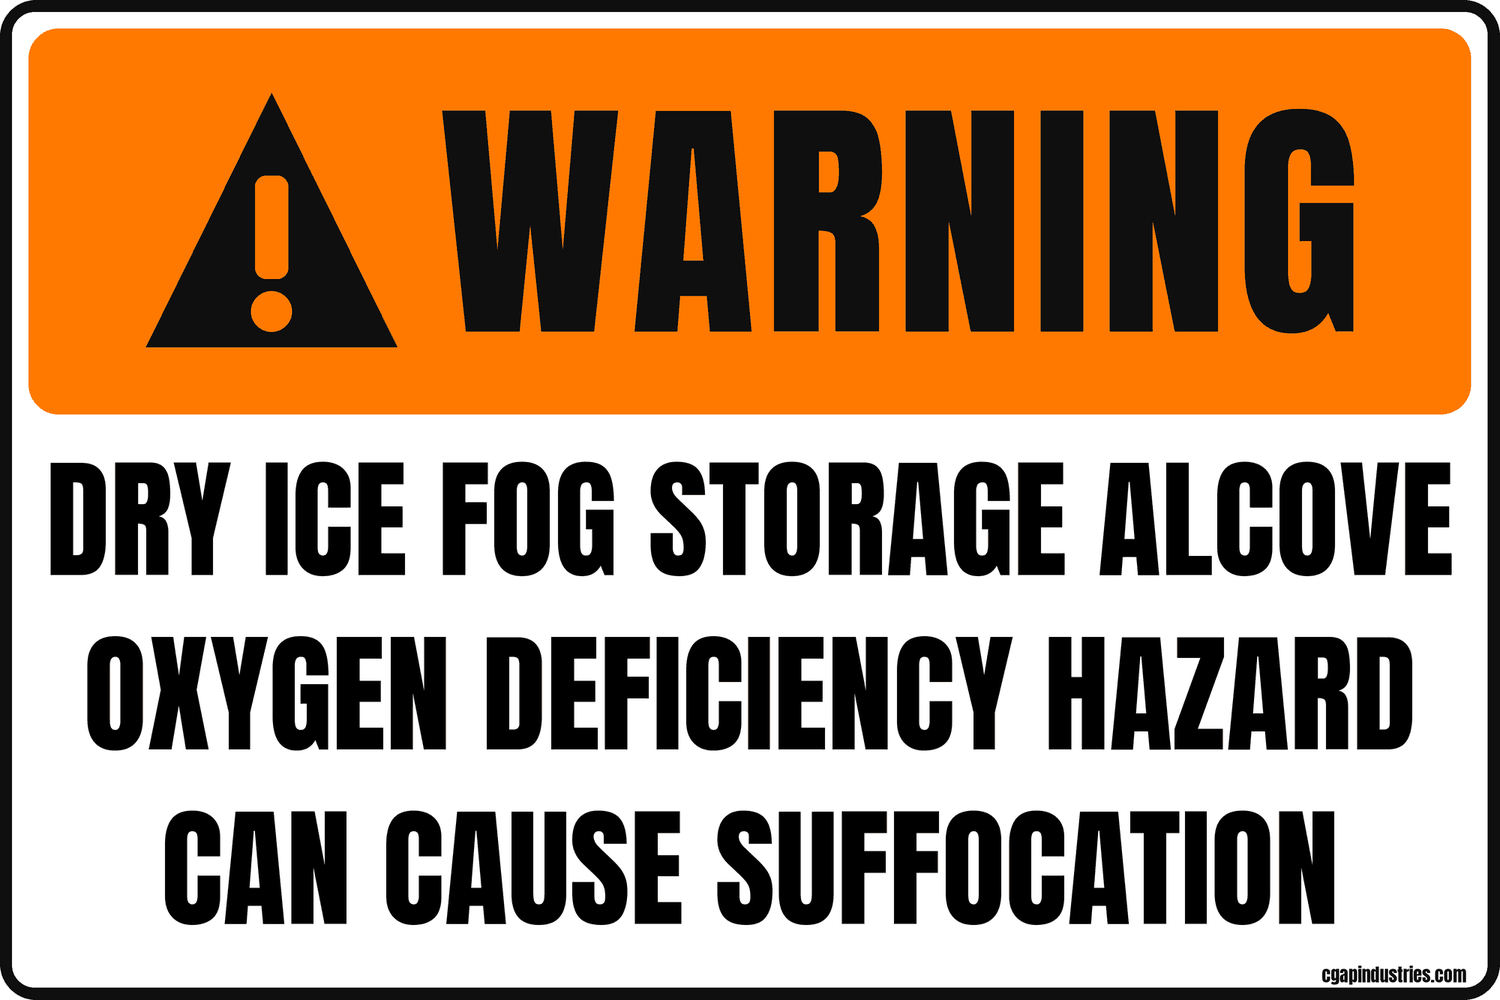 WARNING
DRY ICE FOG STORAGE ALCOVE
OXYGEN DEFICIENCY HAZARD
CAN CAUSE SUFFOCATION
cgapindustries.com